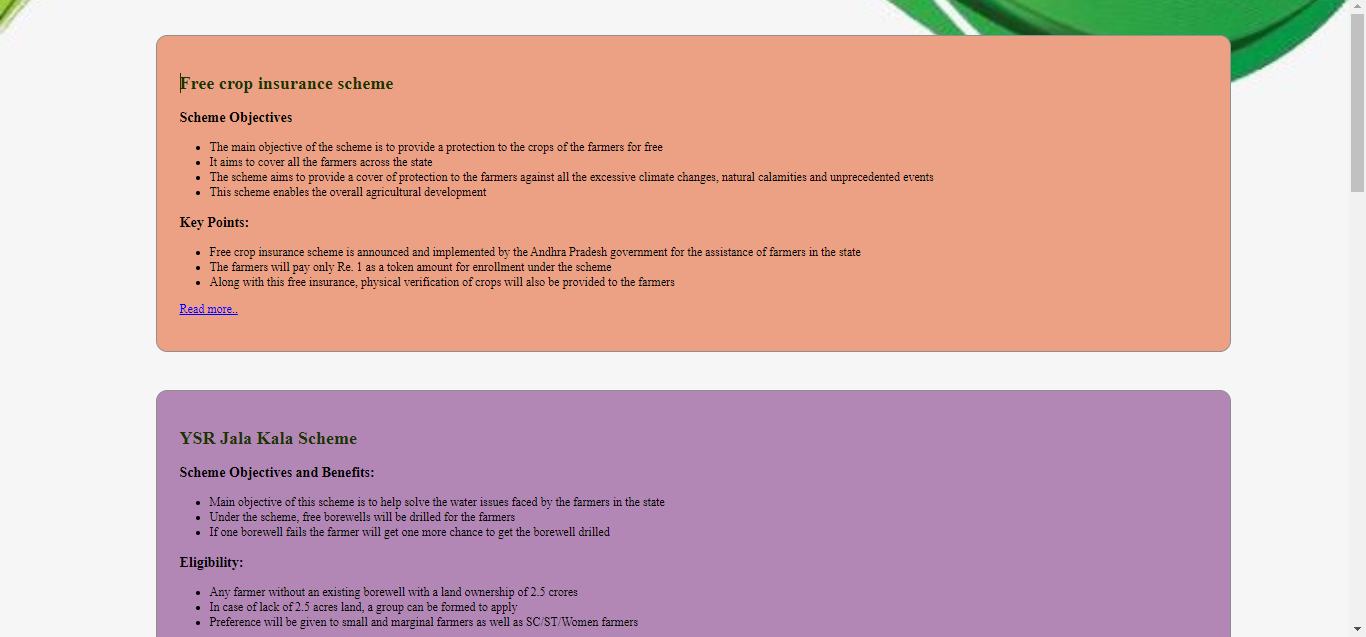 Free crop insurance scheme
Scheme Objectives
The main objective of the scheme is to provide a protection to the crops of the farmers for free
It aims to cover all the farmers across the state
The scheme aims to provide a cover of protection to the farmers against all the excessive climate changes, natural calamities and unprecedented events
This scheme enables the overall agricultural development
Key Points:
Free crop insurance scheme is announced and implemented by the Andhra Pradesh government for the assistance of farmers in the state
The farmers will pay only Re. 1 as a token amount for enrollment under the scheme
Along with this free insurance, physical verification of crops will also be provided to the farmers
Read more..
YSR Jala Kala Scheme
Scheme Objectives and Benefits:
Main objective of this scheme is to help solve the water issues faced by the farmers in the state
Under the scheme, free borewells will be drilled for the farmers
If one borewell fails the farmer will get one more chance to get the borewell drilled
Eligibility:
Any farmer without an existing borewell with a land ownership of 2.5 crores
In case of lack of 2.5 acres land, a group can be formed to apply
Preference will be given to small and marginal farmers as well as SC/ST/Women farmers